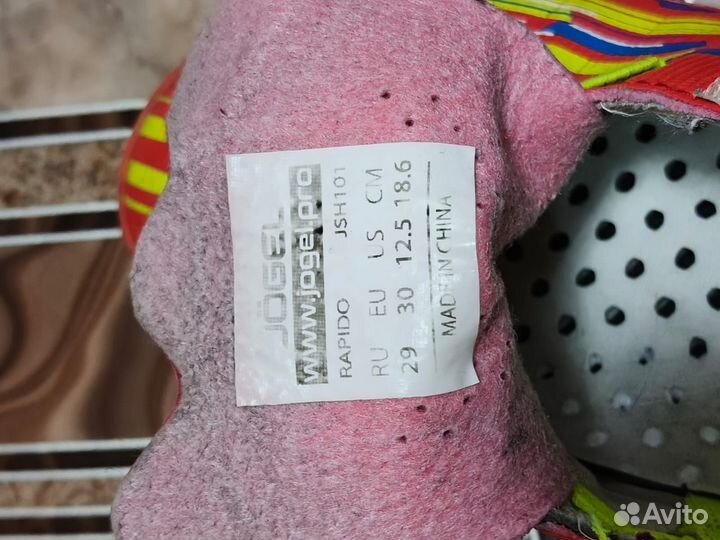 JÖGEL
www.jogel.pro
RAPIDO JSH101
RU EU US CM
29 30 12.5 18.6
MADE IN CHINA
Avito